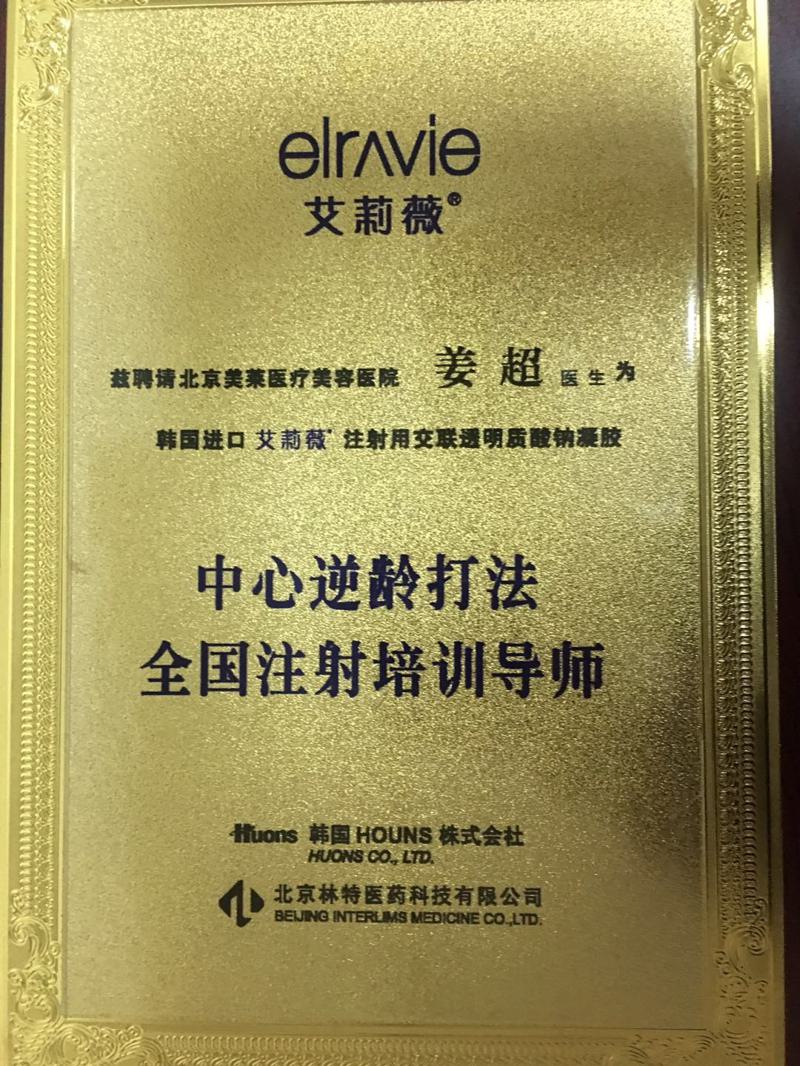 elravie
艾莉薇®
兹聘请北京美莱医疗美容医院 姜超 医生为
韩国进口 艾莉薇® 注射用交联透明质酸钠凝胶
中心逆龄打法
全国注射培训导师
Huons 韩国HOUNS株式会社
HUONS CO., LTD.
北京林特医药科技有限公司
BEIJING INTERLIMS MEDICINE CO.,LTD.